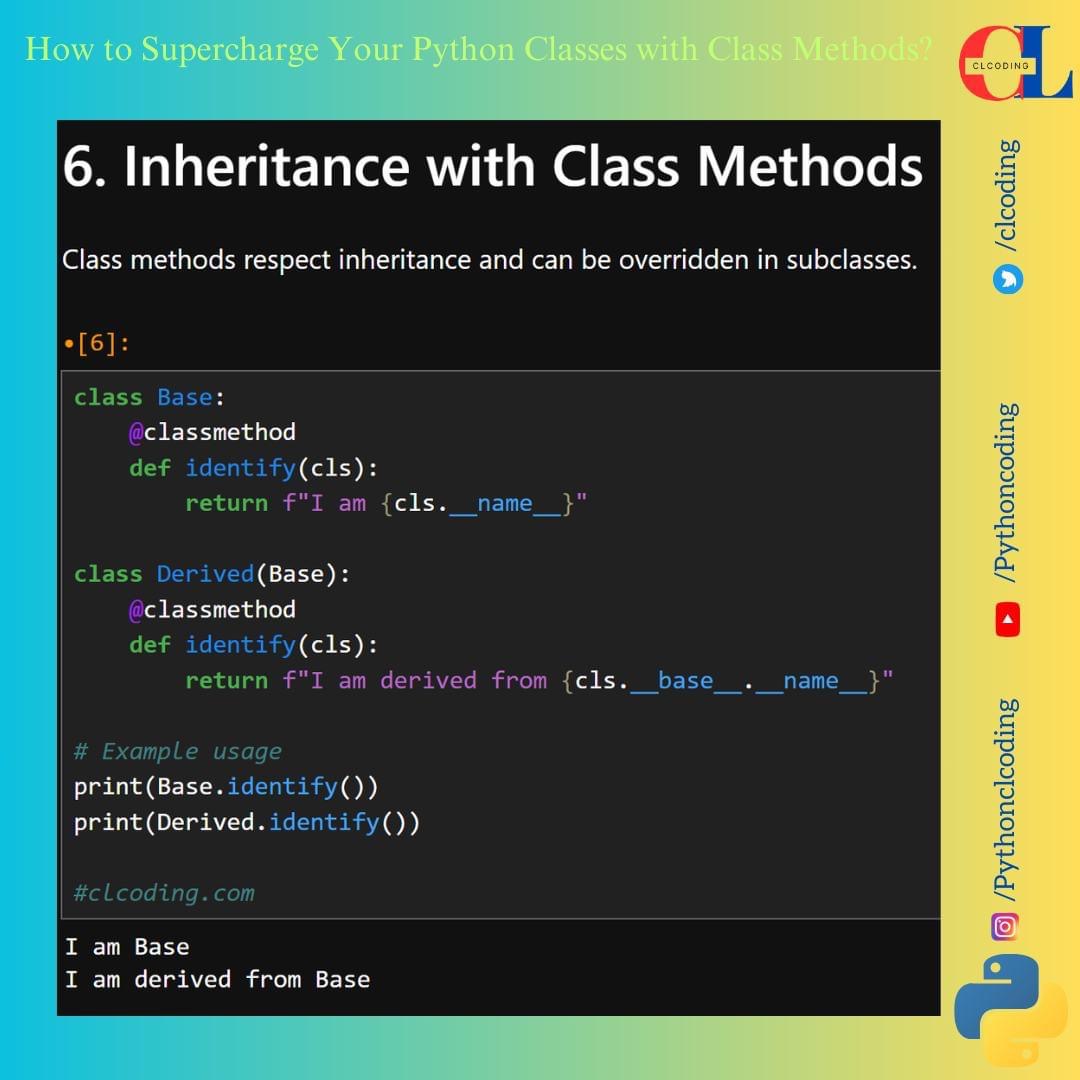 How to Supercharge Your Python Classes with Class Methods?
CL
CLCODING
6. Inheritance with Class Methods
Class methods respect inheritance and can be overridden in subclasses.
•[6]:
class Base:
    @classmethod
    def identify(cls):
        return f"I am {cls.__name__}"

class Derived(Base):
    @classmethod
    def identify(cls):
        return f"I am derived from {cls.__base__.__name__}"

# Example usage
print(Base.identify())
print(Derived.identify())

#clcoding.com
I am Base
I am derived from Base
/clcoding
/Pythoncoding
/Pythonclcoding